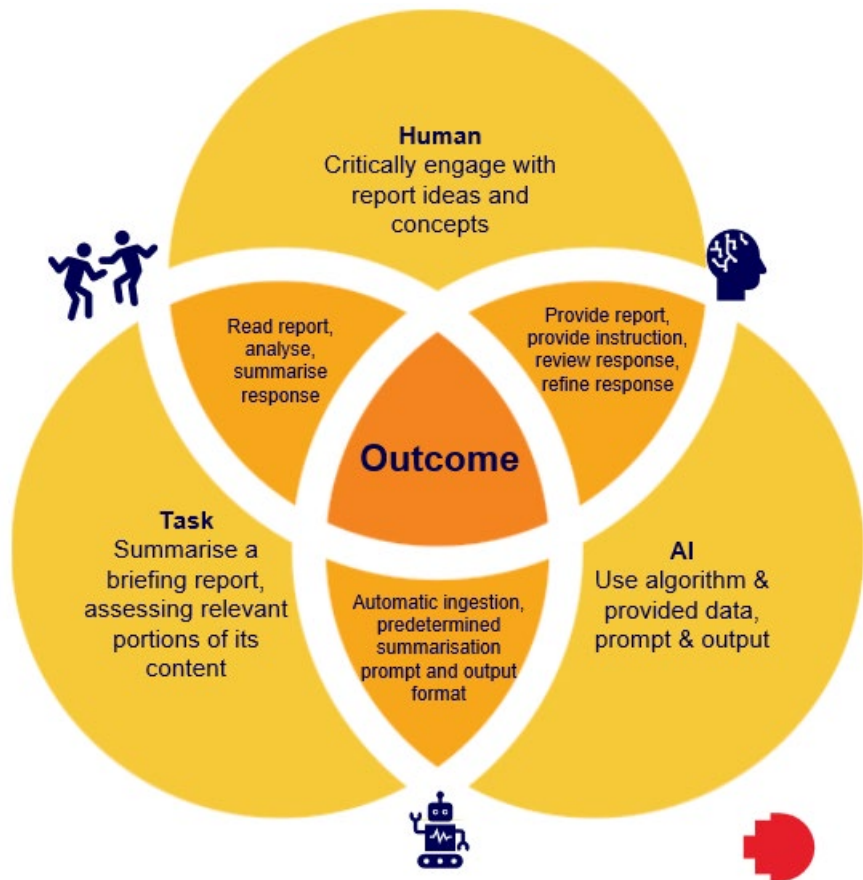 Human
Critically engage with
report ideas and
concepts
Read report,
analyse,
summarise
response
Provide report,
provide instruction,
review response,
refine response
Outcome
Task
Summarise a
briefing report,
assessing relevant
portions of its
content
AI
Use algorithm &
provided data,
prompt & output
Automatic ingestion,
predetermined
summarisation
prompt and output
format